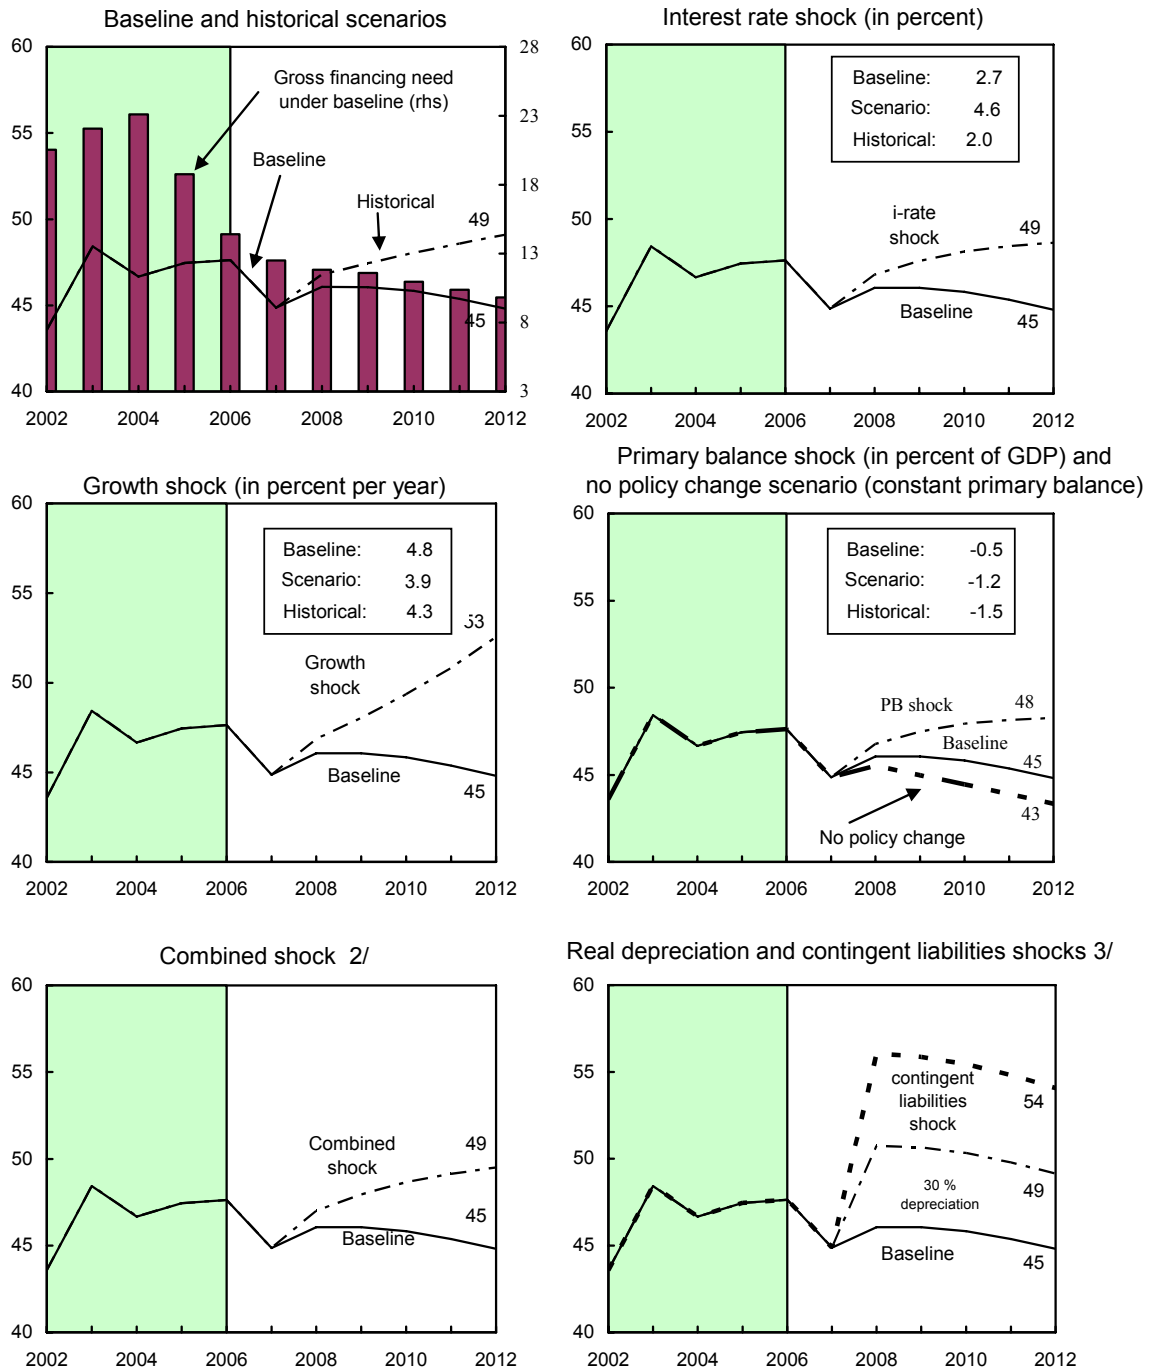 Baseline and historical scenarios
60
55
50
45
40
28
23
18
13
8
3
Gross financing need
under baseline (rhs)
Baseline
Historical
49
45
2002 2004 2006 2008 2010 2012
Interest rate shock (in percent)
60
55
50
45
40
Baseline: 2.7
Scenario: 4.6
Historical: 2.0
i-rate
shock
49
Baseline
45
2002 2004 2006 2008 2010 2012
Growth shock (in percent per year)
60
55
50
45
40
Baseline: 4.8
Scenario: 3.9
Historical: 4.3
53
Growth
shock
Baseline
45
2002 2004 2006 2008 2010 2012
Primary balance shock (in percent of GDP) and
no policy change scenario (constant primary balance)
60
55
50
45
40
Baseline: -0.5
Scenario: -1.2
Historical: -1.5
PB shock
48
Baseline
45
43
No policy change
2002 2004 2006 2008 2010 2012
Combined shock 2/
60
55
50
45
40
Combined
shock
49
45
Baseline
2002 2004 2006 2008 2010 2012
Real depreciation and contingent liabilities shocks 3/
60
55
50
45
40
contingent
liabilities
shock
54
30 %
depreciation
49
Baseline
45
2002 2004 2006 2008 2010 2012